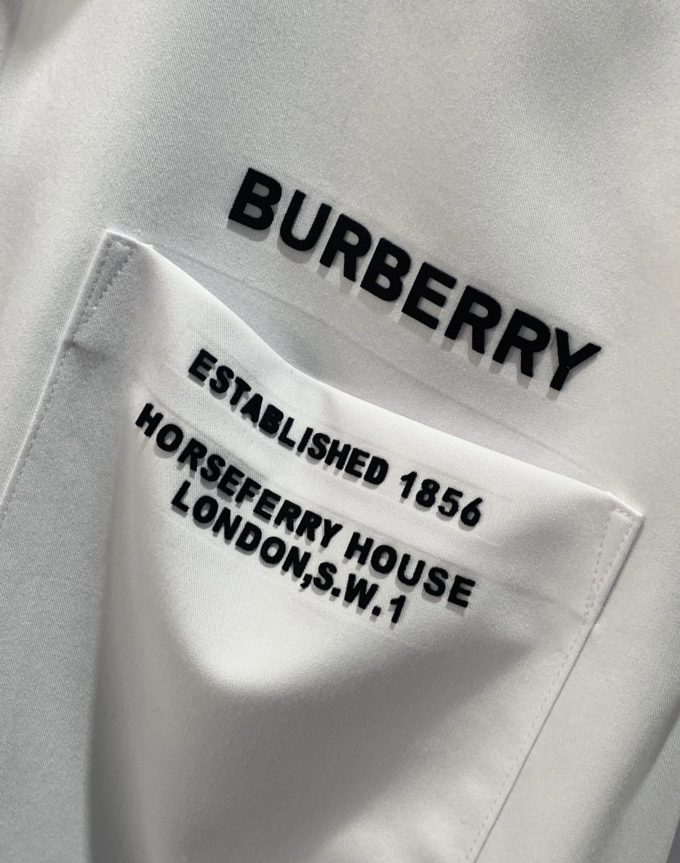 BURBERRY
ESTABLISHED 1856
HORSEFERRY HOUSE
LONDON,S.W.1